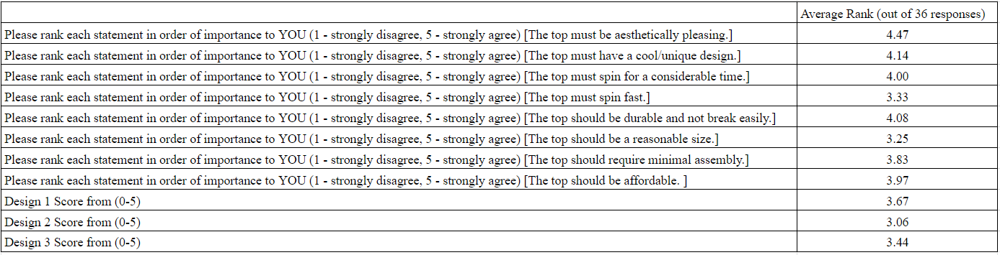 Average Rank (out of 36 responses)
Please rank each statement in order of importance to YOU (1 - strongly disagree, 5 - strongly agree) [The top must be aesthetically pleasing.] 4.47
Please rank each statement in order of importance to YOU (1 - strongly disagree, 5 - strongly agree) [The top must have a cool/unique design.] 4.14
Please rank each statement in order of importance to YOU (1 - strongly disagree, 5 - strongly agree) [The top must spin for a considerable time.] 4.00
Please rank each statement in order of importance to YOU (1 - strongly disagree, 5 - strongly agree) [The top must spin fast.] 3.33
Please rank each statement in order of importance to YOU (1 - strongly disagree, 5 - strongly agree) [The top should be durable and not break easily.] 4.08
Please rank each statement in order of importance to YOU (1 - strongly disagree, 5 - strongly agree) [The top should be a reasonable size.] 3.25
Please rank each statement in order of importance to YOU (1 - strongly disagree, 5 - strongly agree) [The top should require minimal assembly.] 3.83
Please rank each statement in order of importance to YOU (1 - strongly disagree, 5 - strongly agree) [The top should be affordable. ] 3.97
Design 1 Score from (0-5) 3.67
Design 2 Score from (0-5) 3.06
Design 3 Score from (0-5) 3.44